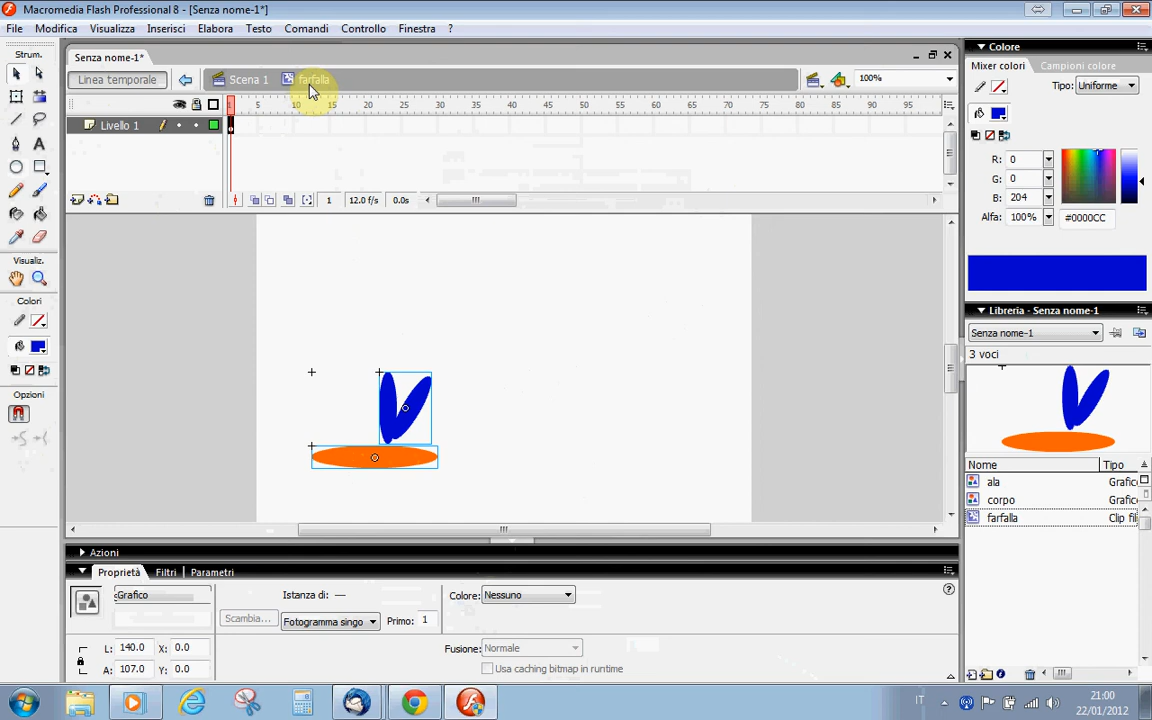 Macromedia Flash Professional 8 - [Senza nome-1*]
File Modifica Visualizza Inserisci Elabora Testo Comandi Controllo Finestra ?
Strum.
Senza nome-1*
Linea temporale Scena 1 farfalla 100%
5 10 15 20 25 30 35 40 45 50 55 60 65 70 75 80 85 90 95
Livello 1
1 12.0 f/s 0.0s
Visualiz.
Colori
Opzioni
Colore
Mixer colori Campioni colore
Tipo: Uniforme
R: 0
G: 0
B: 204
Alfa: 100% #0000CC
Libreria - Senza nome-1
Senza nome-1
3 voci
Nome Tipo
ala Grafico
corpo Grafico
farfalla Clip fil
Azioni
Proprietà Filtri Parametri
Grafico Istanza di: — Colore: Nessuno
Scambia... Fotogramma singo Primo: 1
L: 140.0 X: 0.0 Fusione: Normale
A: 107.0 Y: 0.0 Usa caching bitmap in runtime
IT 21:00
22/01/2012